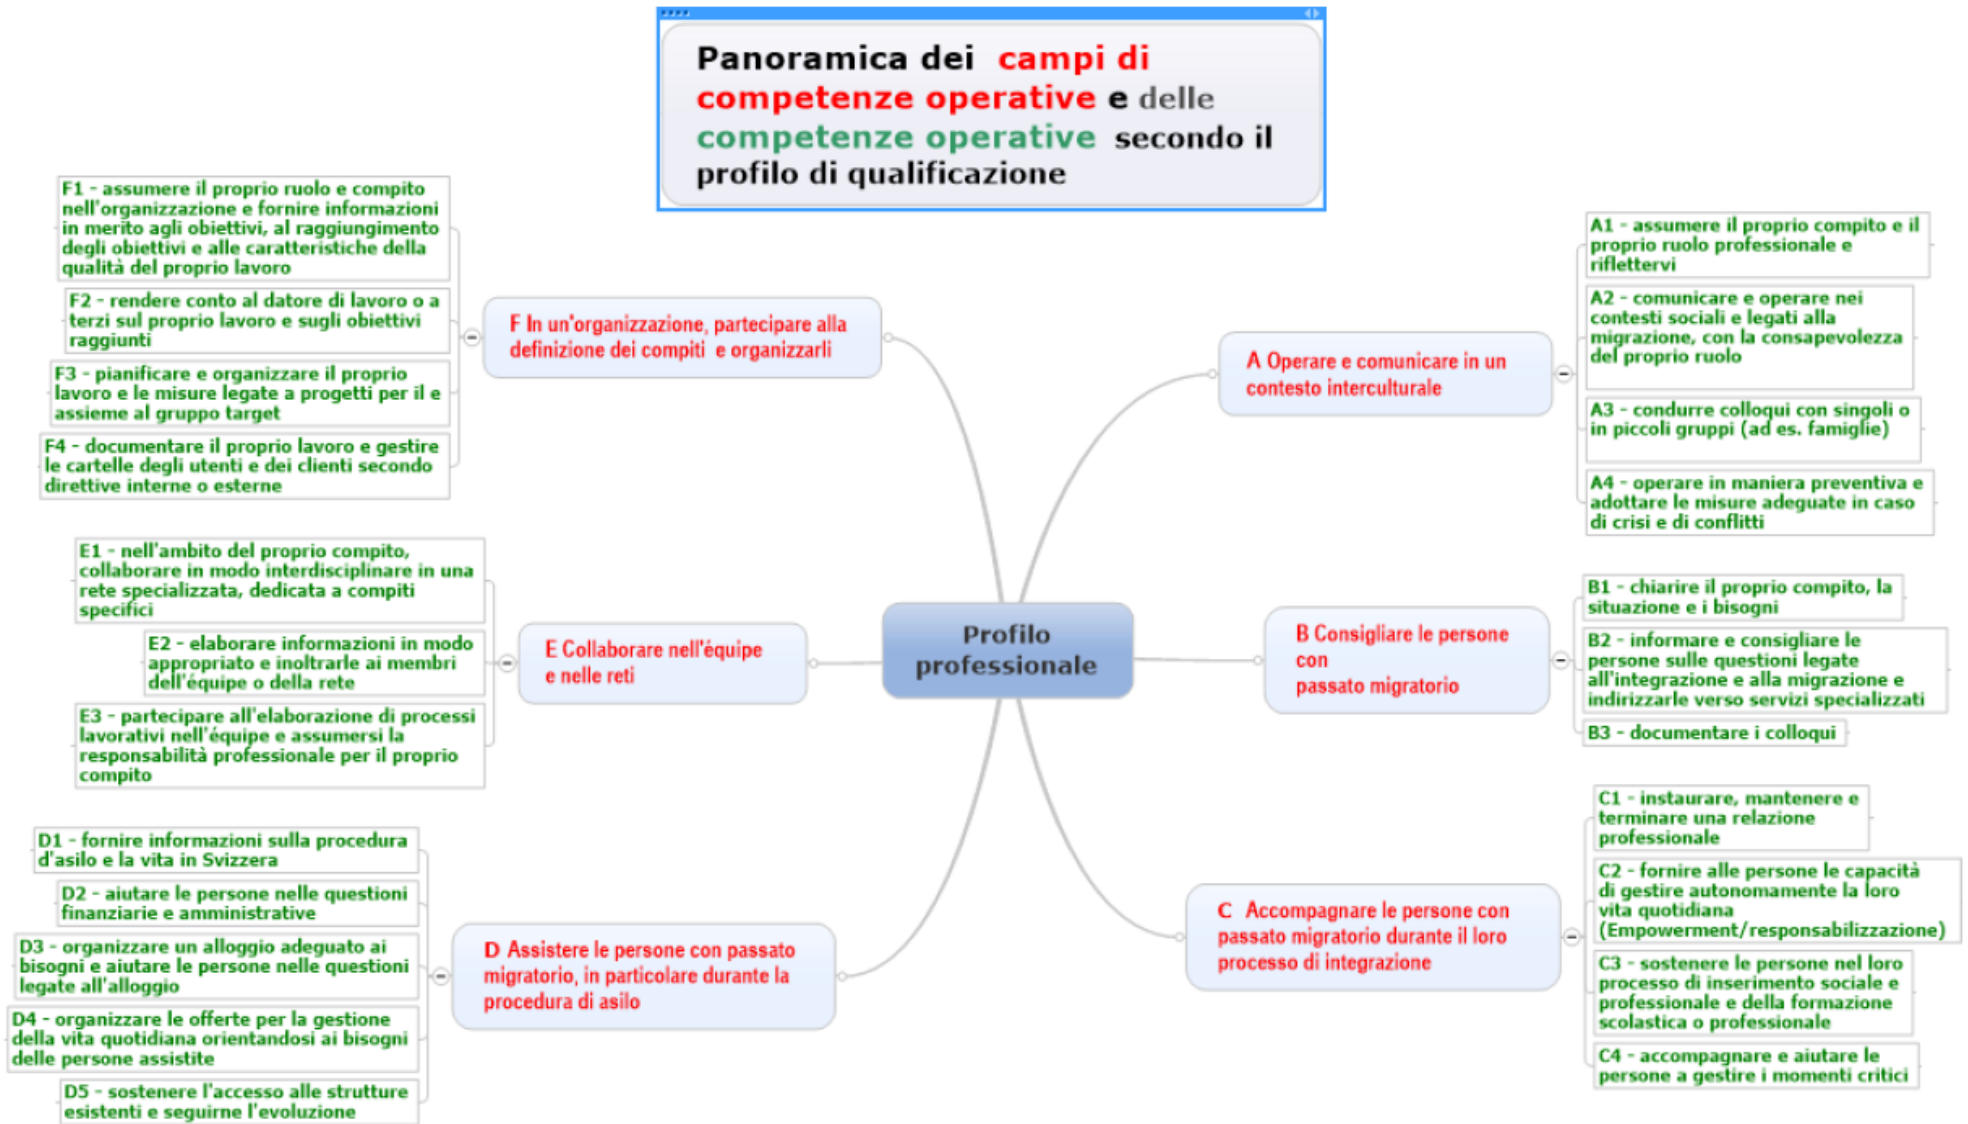 Panoramica dei campi di
competenze operative e delle
competenze operative secondo il
profilo di qualificazione
Profilo
professionale
A Operare e comunicare in un
contesto interculturale
A1 - assumere il proprio compito e il
proprio ruolo professionale e
riflettervi
A2 - comunicare e operare nei
contesti sociali e legati alla
migrazione, con la consapevolezza
del proprio ruolo
A3 - condurre colloqui con singoli o
in piccoli gruppi (ad es. famiglie)
A4 - operare in maniera preventiva e
adottare le misure adeguate in caso
di crisi e di conflitti
B Consigliare le persone
con
passato migratorio
B1 - chiarire il proprio compito, la
situazione e i bisogni
B2 - informare e consigliare le
persone sulle questioni legate
all'integrazione e alla migrazione e
indirizzarle verso servizi specializzati
B3 - documentare i colloqui
C Accompagnare le persone con
passato migratorio durante il loro
processo di integrazione
C1 - instaurare, mantenere e
terminare una relazione
professionale
C2 - fornire alle persone le capacità
di gestire autonomamente la loro
vita quotidiana
(Empowerment/responsabilizzazione)
C3 - sostenere le persone nel loro
processo di inserimento sociale e
professionale e della formazione
scolastica o professionale
C4 - accompagnare e aiutare le
persone a gestire i momenti critici
D Assistere le persone con passato
migratorio, in particolare durante la
procedura di asilo
D1 - fornire informazioni sulla procedura
d'asilo e la vita in Svizzera
D2 - aiutare le persone nelle questioni
finanziarie e amministrative
D3 - organizzare un alloggio adeguato ai
bisogni e aiutare le persone nelle questioni
legate all'alloggio
D4 - organizzare le offerte per la gestione
della vita quotidiana orientandosi ai bisogni
delle persone assistite
D5 - sostenere l'accesso alle strutture
esistenti e seguirne l'evoluzione
E Collaborare nell'équipe
e nelle reti
E1 - nell'ambito del proprio compito,
collaborare in modo interdisciplinare in una
rete specializzata, dedicata a compiti
specifici
E2 - elaborare informazioni in modo
appropriato e inoltrarle ai membri
dell'équipe o della rete
E3 - partecipare all'elaborazione di processi
lavorativi nell'équipe e assumersi la
responsabilità professionale per il proprio
compito
F In un'organizzazione, partecipare alla
definizione dei compiti e organizzarli
F1 - assumere il proprio ruolo e compito
nell'organizzazione e fornire informazioni
in merito agli obiettivi, al raggiungimento
degli obiettivi e alle caratteristiche della
qualità del proprio lavoro
F2 - rendere conto al datore di lavoro o a
terzi sul proprio lavoro e sugli obiettivi
raggiunti
F3 - pianificare e organizzare il proprio
lavoro e le misure legate a progetti per il e
assieme al gruppo target
F4 - documentare il proprio lavoro e gestire
le cartelle degli utenti e dei clienti secondo
direttive interne o esterne